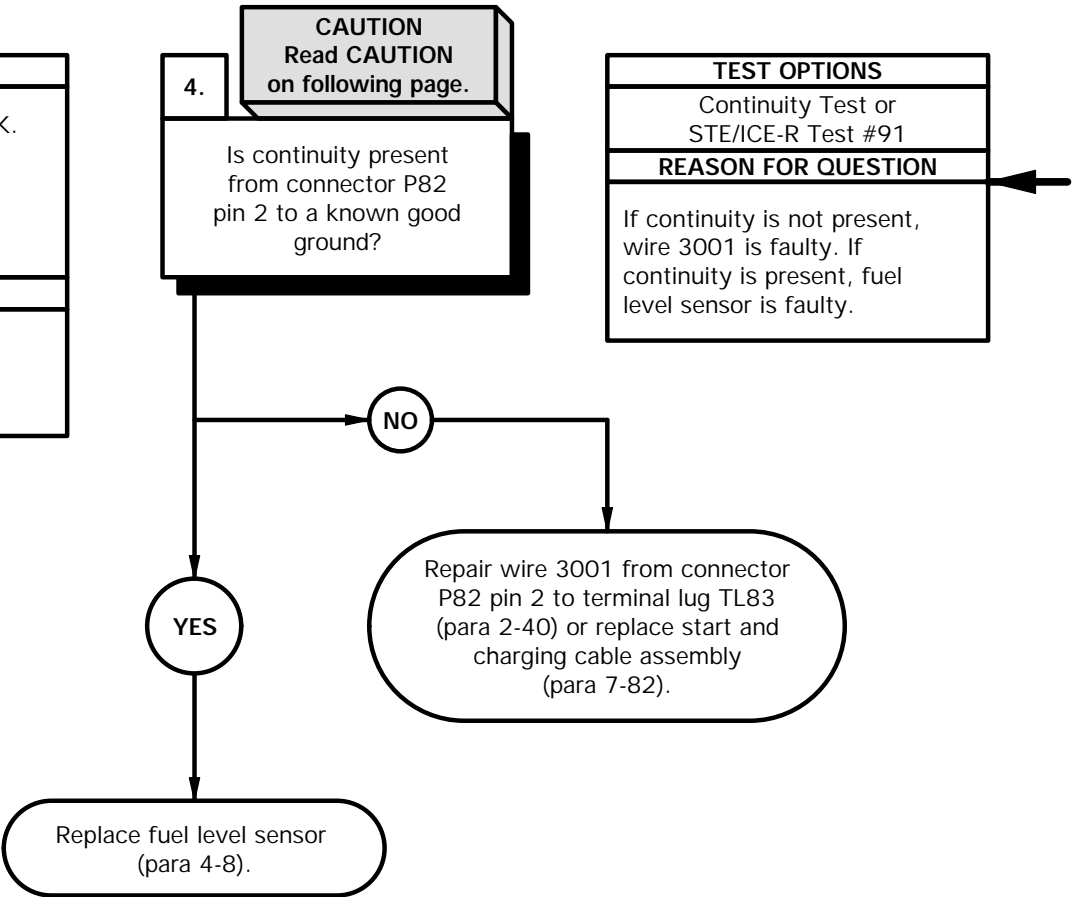 K.
CAUTION
Read CAUTION
on following page.
4.
Is continuity present
from connector P82
pin 2 to a known good
ground?
TEST OPTIONS
Continuity Test or
STE/ICE-R Test #91
REASON FOR QUESTION
If continuity is not present,
wire 3001 is faulty. If
continuity is present, fuel
level sensor is faulty.
NO
YES
Repair wire 3001 from connector
P82 pin 2 to terminal lug TL83
(para 2-40) or replace start and
charging cable assembly
(para 7-82).
Replace fuel level sensor
(para 4-8).